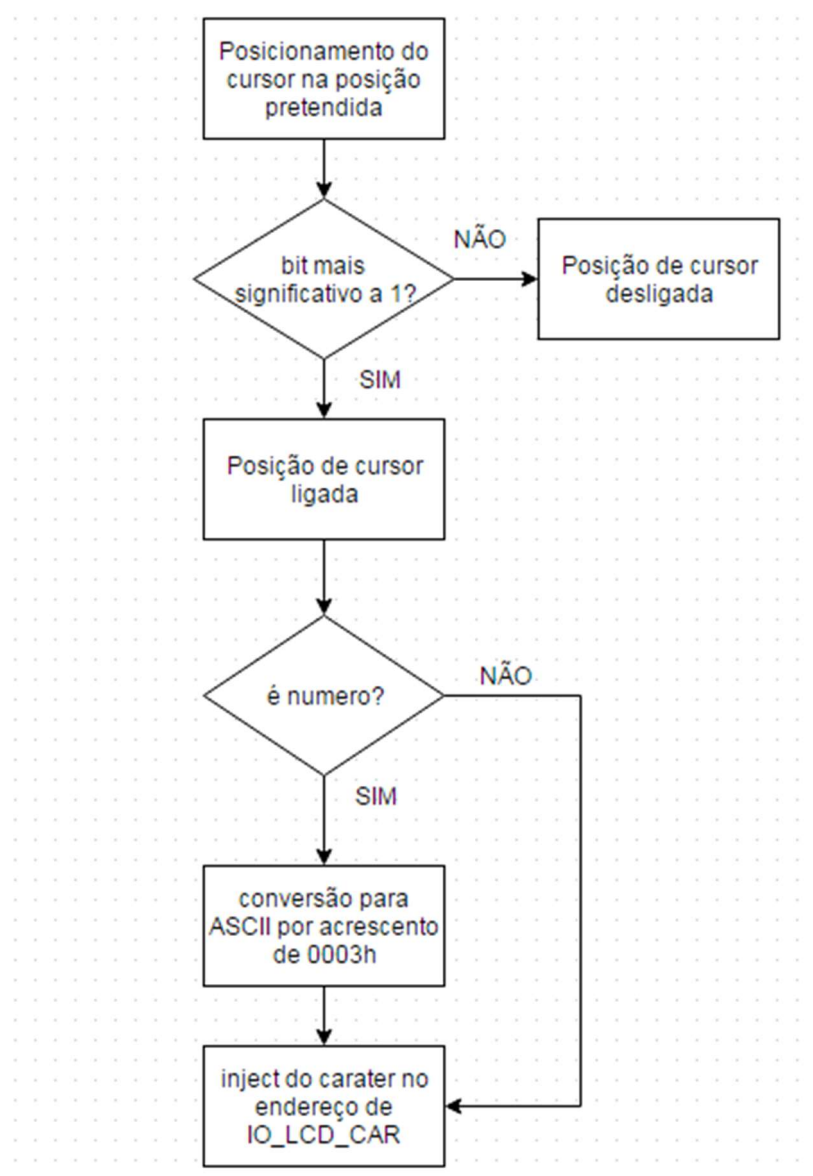 Posicionamento do
cursor na posição
pretendida
bit mais
significativo a 1?
NÃO
Posição de cursor
desligada
SIM
Posição de cursor
ligada
é numero?
NÃO
SIM
conversão para
ASCII por acrescento
de 0003h
inject do carater no
endereço de
IO_LCD_CAR